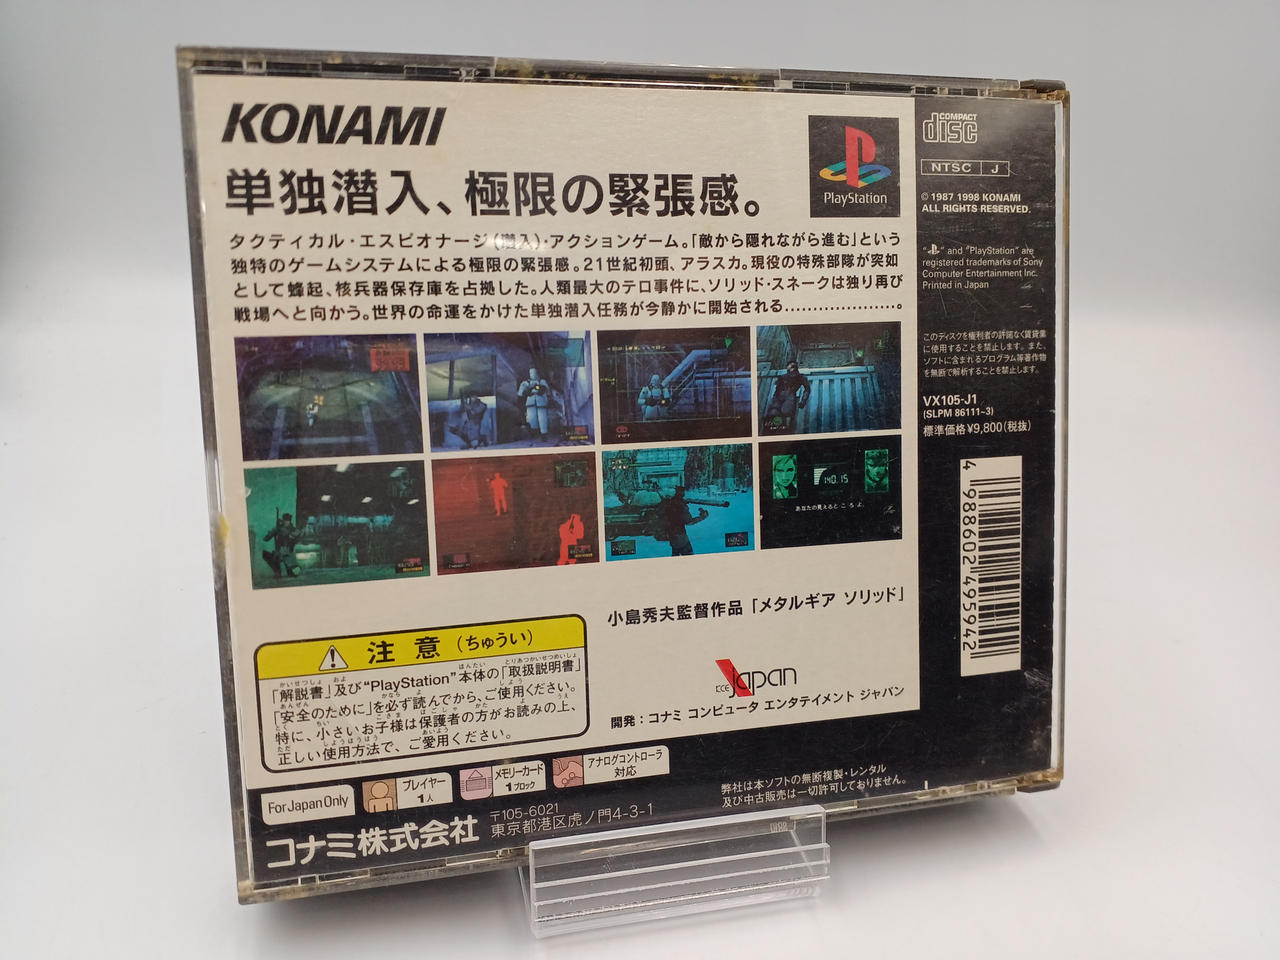 KONAMI
単独潜入、極限の緊張感。
タクティカル・エスピオナージ(潜入)・アクションゲーム。「敵から隠れながら進む」という
独特のゲームシステムによる極限の緊張感。21世紀初頭、アラスカ。現役の特殊部隊が突如
として蜂起、核兵器保存庫を占拠した。人類最大のテロ事件に、ソリッド・スネークは独り再び
戦場へと向かう。世界の命運をかけた単独潜入任務が今静かに開始される...................。
PlayStation
140.15
あなたの見えるところよ。
小島秀夫監督作品「メタルギア ソリッド」
KCE Japan
開発:コナミ コンピュータ エンタテイメント ジャパン
注意(ちゅうい)
「解説書」及び"PlayStation"本体の「取扱説明書」
「安全のために」を必ず読んでから、ご使用ください。
特に、小さいお子様は保護者の方がお読みの上、
正しい使用方法で、ご愛用ください。
For Japan Only
プレイヤー
1人
メモリーカード
1ブロック
アナログコントローラ
対応
コナミ株式会社
〒105-6021
東京都港区虎ノ門4-3-1
弊社は本ソフトの無断複製・レンタル
及び中古販売は一切許可しておりません。
COMPACT
disc
NTSC J
© 1987 1998 KONAMI
ALL RIGHTS RESERVED.
" " and "PlayStation" are
registered trademarks of Sony
Computer Entertainment Inc.
Printed in Japan
このディスクを権利者の許諾なく賃貸業
に使用することを禁止します。また、
ソフトに含まれるプログラム等著作物
を無断で解析することを禁止します。
VX105-J1
(SLPM 86111~3)
標準価格¥9,800(税抜)
4 988602 495942